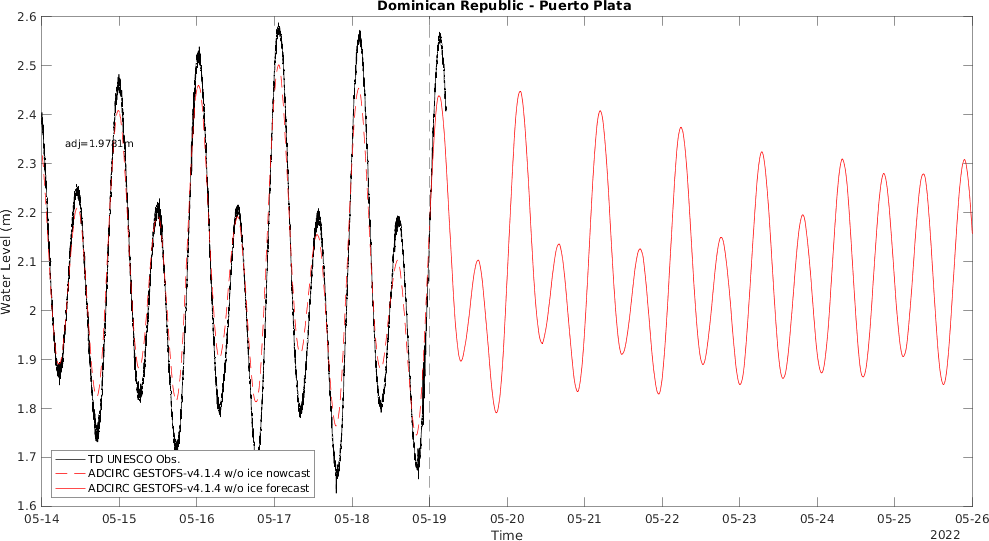 Dominican Republic - Puerto Plata
2.6
2.5
2.4
2.3
2.2
2.1
2
1.9
1.8
1.7
1.6
Water Level (m)
adj=1.9781m
TD UNESCO Obs.
ADCIRC GESTOFS-v4.1.4 w/o ice nowcast
ADCIRC GESTOFS-v4.1.4 w/o ice forecast
05-14 05-15 05-16 05-17 05-18 05-19 05-20 05-21 05-22 05-23 05-24 05-25 05-26
Time
2022